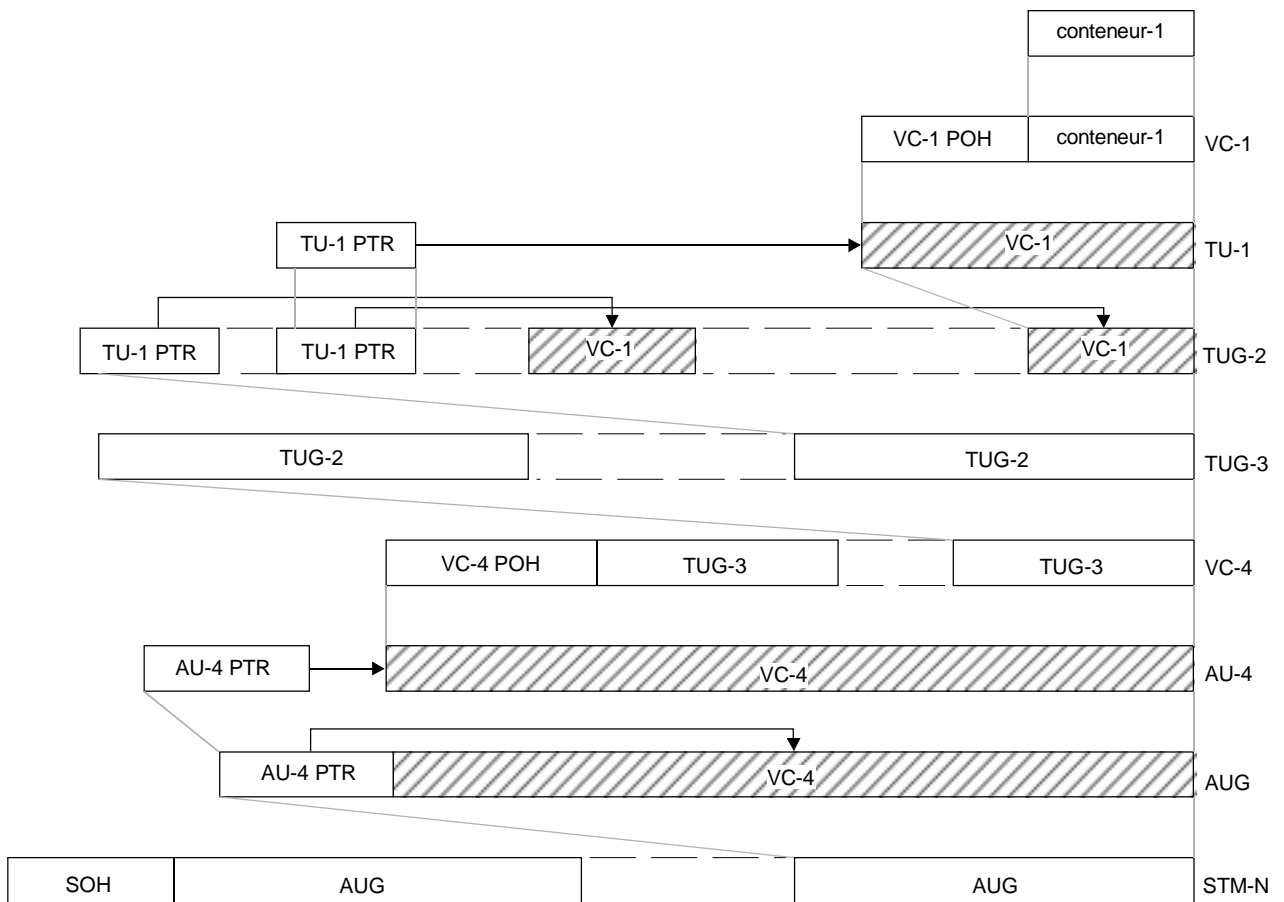 conteneur-1
VC-1 POH conteneur-1 VC-1
TU-1 PTR VC-1 TU-1
TU-1 PTR TU-1 PTR VC-1 VC-1 TUG-2
TUG-2 TUG-2 TUG-3
VC-4 POH TUG-3 TUG-3 VC-4
AU-4 PTR VC-4 AU-4
AU-4 PTR VC-4 AUG
SOH AUG AUG STM-N